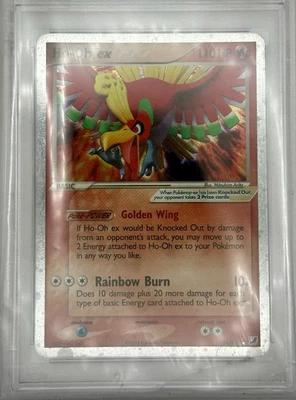 Ho-Oh ex
BASIC
When Pokémon-ex has been Knocked Out,
your opponent takes 2 Prize cards.
POKé-POWER Golden Wing
If Ho-Oh ex would be Knocked Out by damage
from an opponent's attack, you may move up to
2 Energy attached to Ho-Oh ex to your Pokémon
in any way you like.
Rainbow Burn 10+
Does 10 damage plus 20 more damage for each
type of basic Energy card attached to Ho-Oh ex.